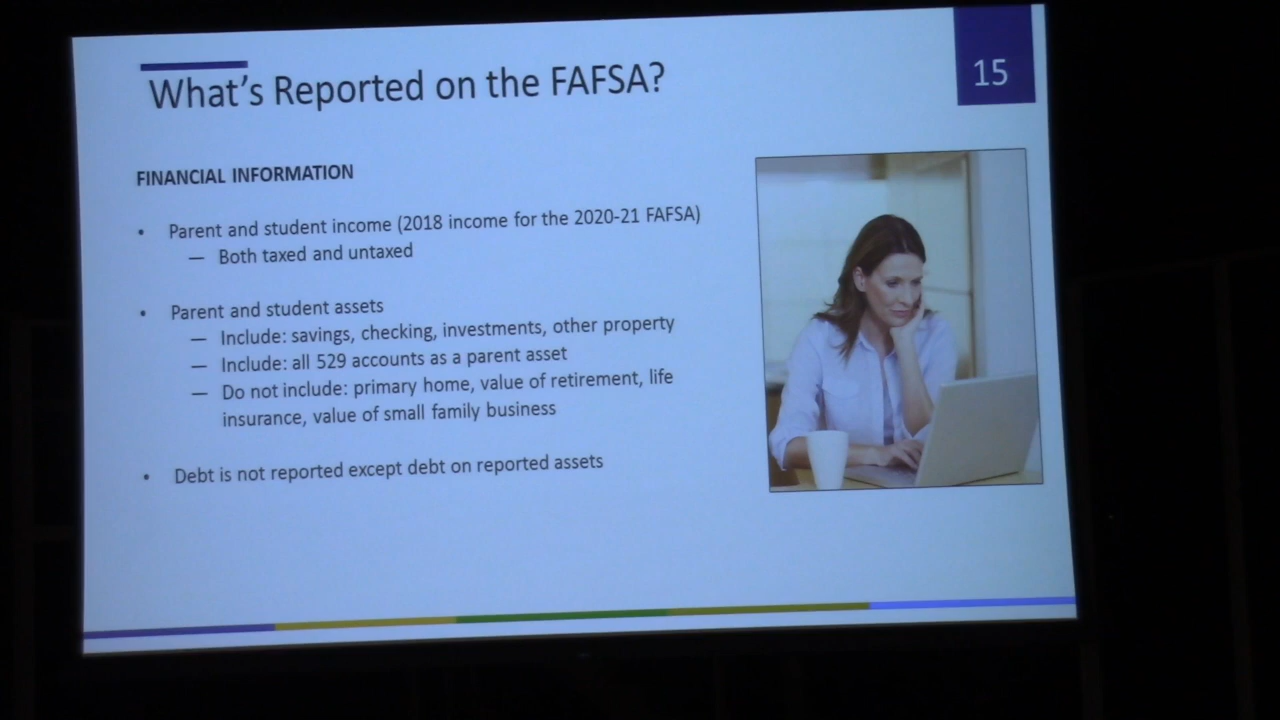 What's Reported on the FAFSA?
15
FINANCIAL INFORMATION
• Parent and student income (2018 income for the 2020-21 FAFSA)
— Both taxed and untaxed
• Parent and student assets
— Include: savings, checking, investments, other property
— Include: all 529 accounts as a parent asset
— Do not include: primary home, value of retirement, life
insurance, value of small family business
• Debt is not reported except debt on reported assets